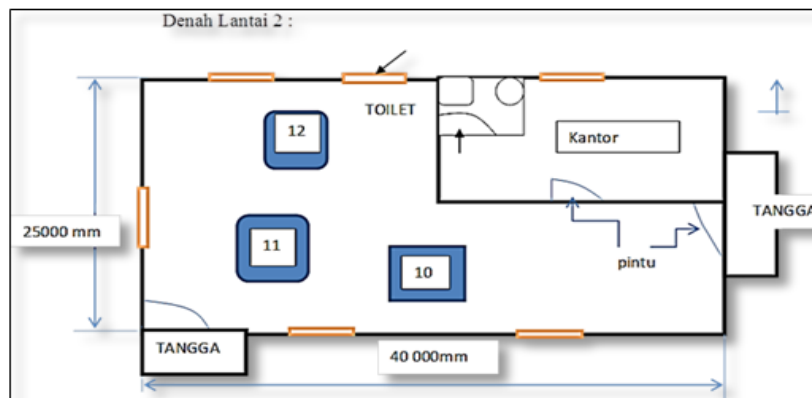 Denah Lantai 2 :
TOILET
12
Kantor
TANGGA
25000 mm
11
10
pintu
TANGGA
40 000mm